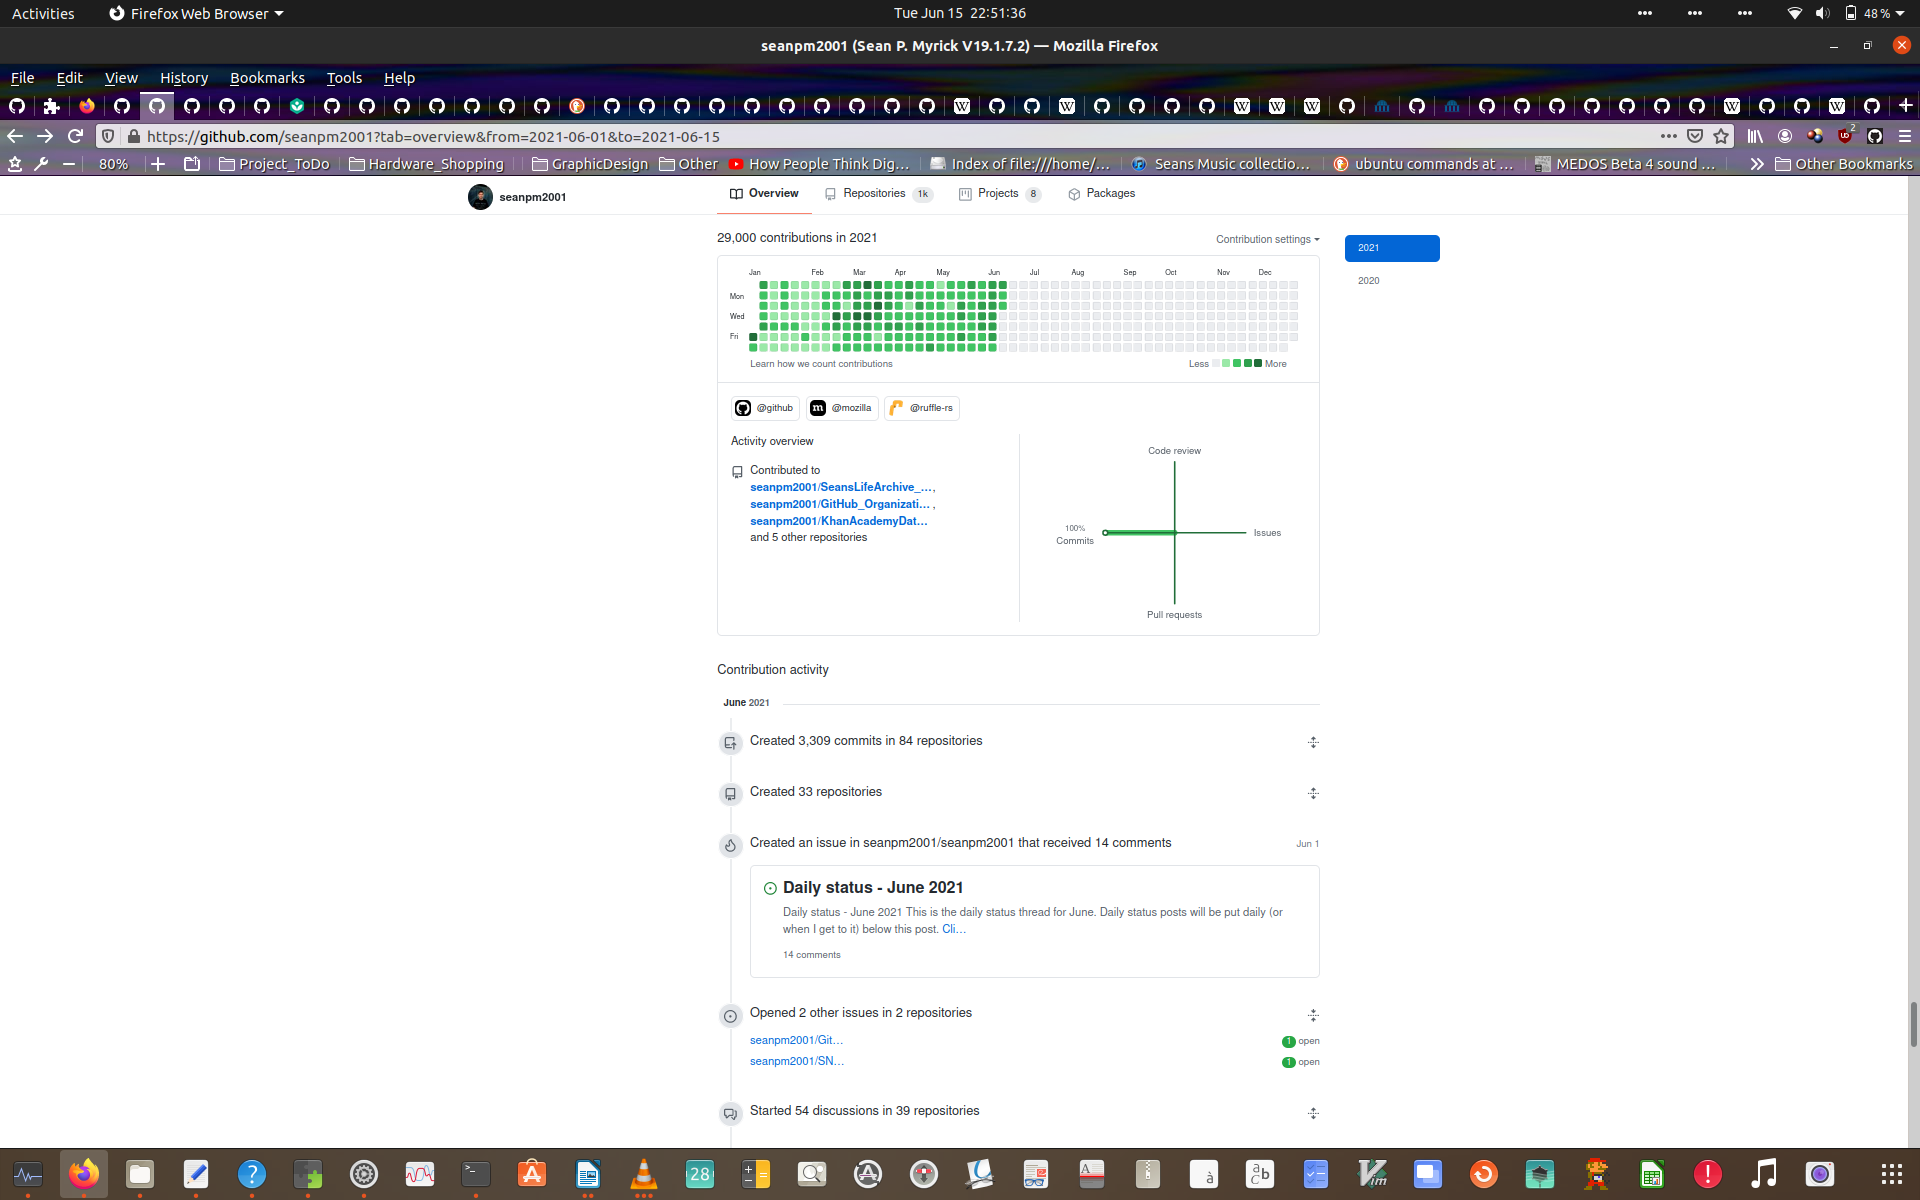 Activities
Firefox Web Browser
Tue Jun 15 22:51:36
48 %
seanpm2001 (Sean P. Myrick V19.1.7.2) — Mozilla Firefox
File Edit View History Bookmarks Tools Help
https://github.com/seanpm2001?tab=overview&from=2021-06-01&to=2021-06-15
2
80%
Project_ToDo
Hardware_Shopping
GraphicDesign
Other
How People Think Dig…
Index of file:///home/…
Seans Music collectio…
ubuntu commands at …
MEDOS Beta 4 sound …
Other Bookmarks
seanpm2001
Overview
Repositories 1k
Projects 8
Packages
29,000 contributions in 2021
Contribution settings
2021
2020
Jan Feb Mar Apr May Jun Jul Aug Sep Oct Nov Dec
Mon
Wed
Fri
Learn how we count contributions
Less More
@github
@mozilla
@ruffle-rs
Activity overview
Contributed to
seanpm2001/SeansLifeArchive_…,
seanpm2001/GitHub_Organizati… ,
seanpm2001/KhanAcademyDat…
and 5 other repositories
Code review
100%
Commits
Issues
Pull requests
Contribution activity
June 2021
Created 3,309 commits in 84 repositories
Created 33 repositories
Created an issue in seanpm2001/seanpm2001 that received 14 comments
Jun 1
Daily status - June 2021
Daily status - June 2021 This is the daily status thread for June. Daily status posts will be put daily (or
when I get to it) below this post. Cli…
14 comments
Opened 2 other issues in 2 repositories
seanpm2001/Git…
1 open
seanpm2001/SN…
1 open
Started 54 discussions in 39 repositories
28